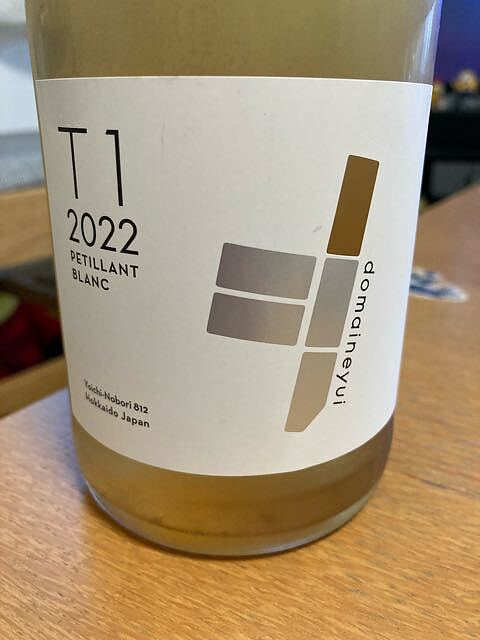 T1
2022
PETILLANT
BLANC
domaineyui
Yoichi-Nobori 812
Hokkaido Japan